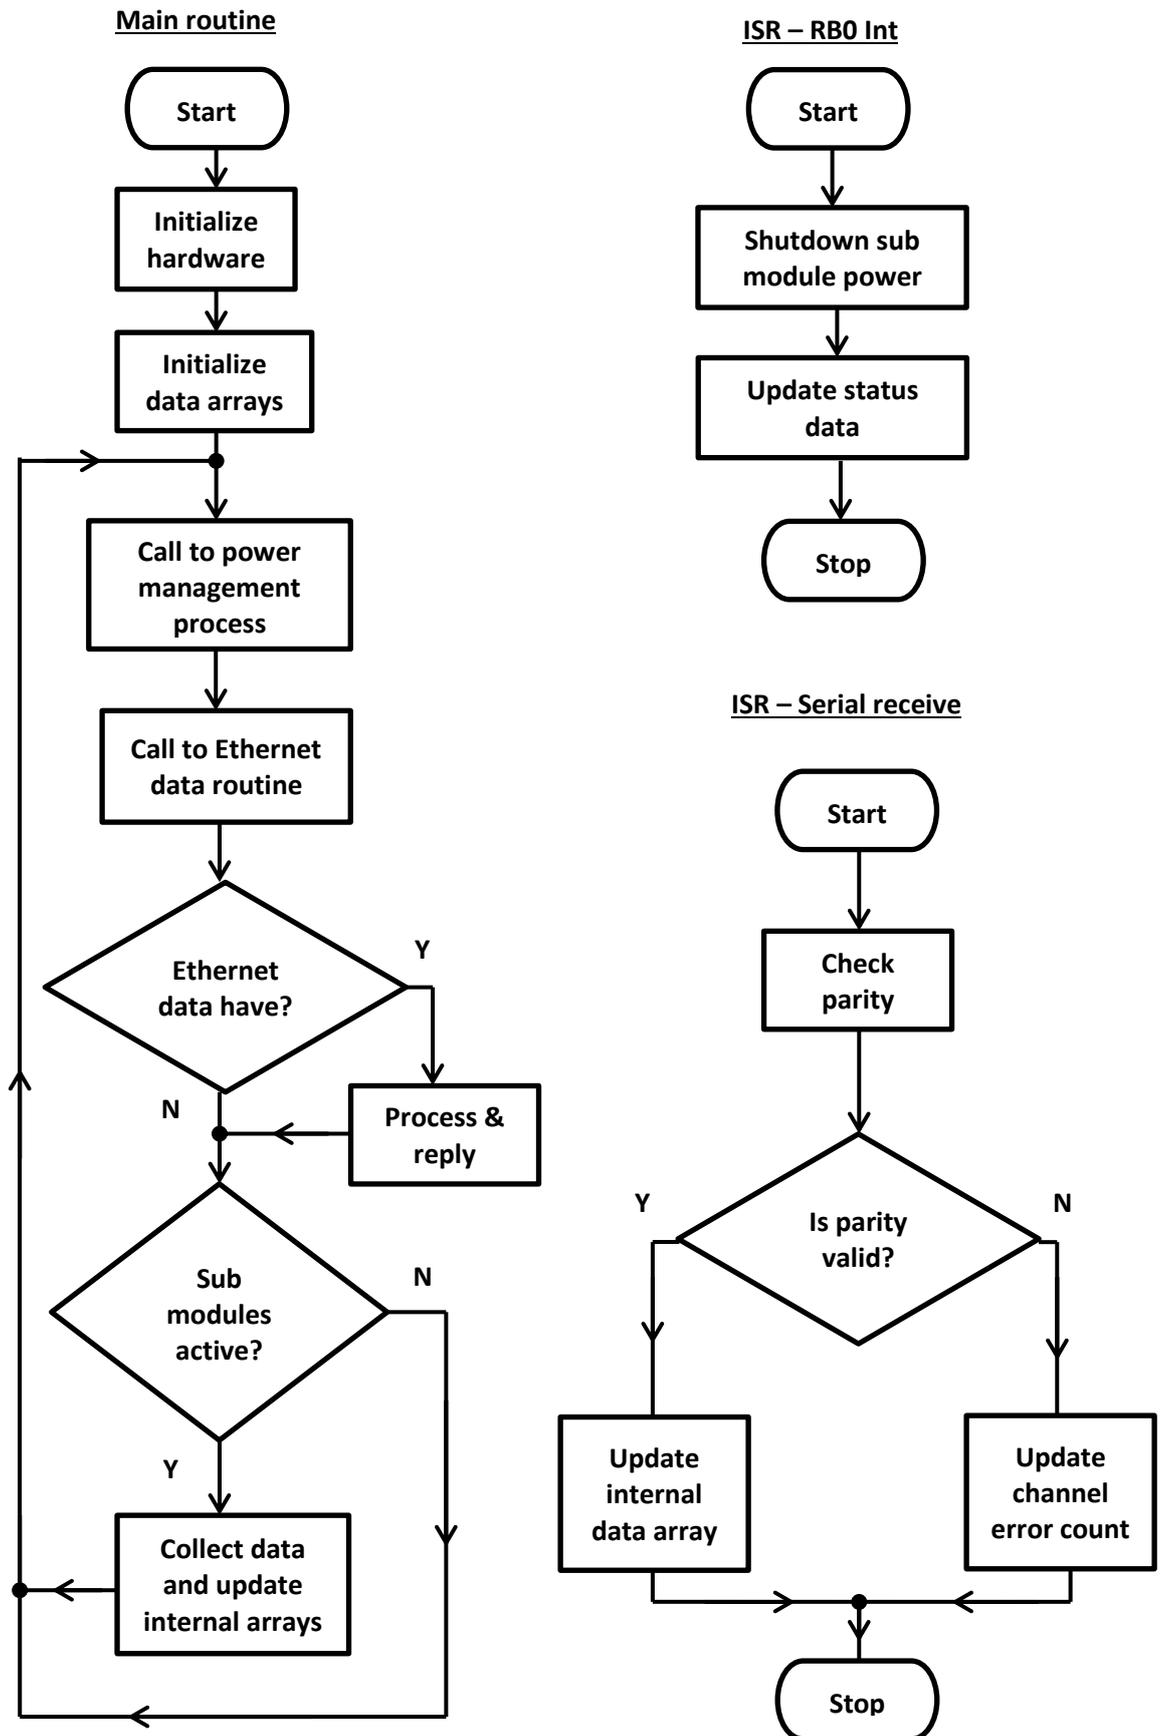 Main routine
Start
Initialize
hardware
Initialize
data arrays
Call to power
management
process
Call to Ethernet
data routine
Ethernet
data have?
Y
N
Process &
reply
Sub
modules
active?
N
Y
Collect data
and update
internal arrays
ISR – RB0 Int
Start
Shutdown sub
module power
Update status
data
Stop
ISR – Serial receive
Start
Check
parity
Is parity
valid?
Y
N
Update
internal
data array
Update
channel
error count
Stop